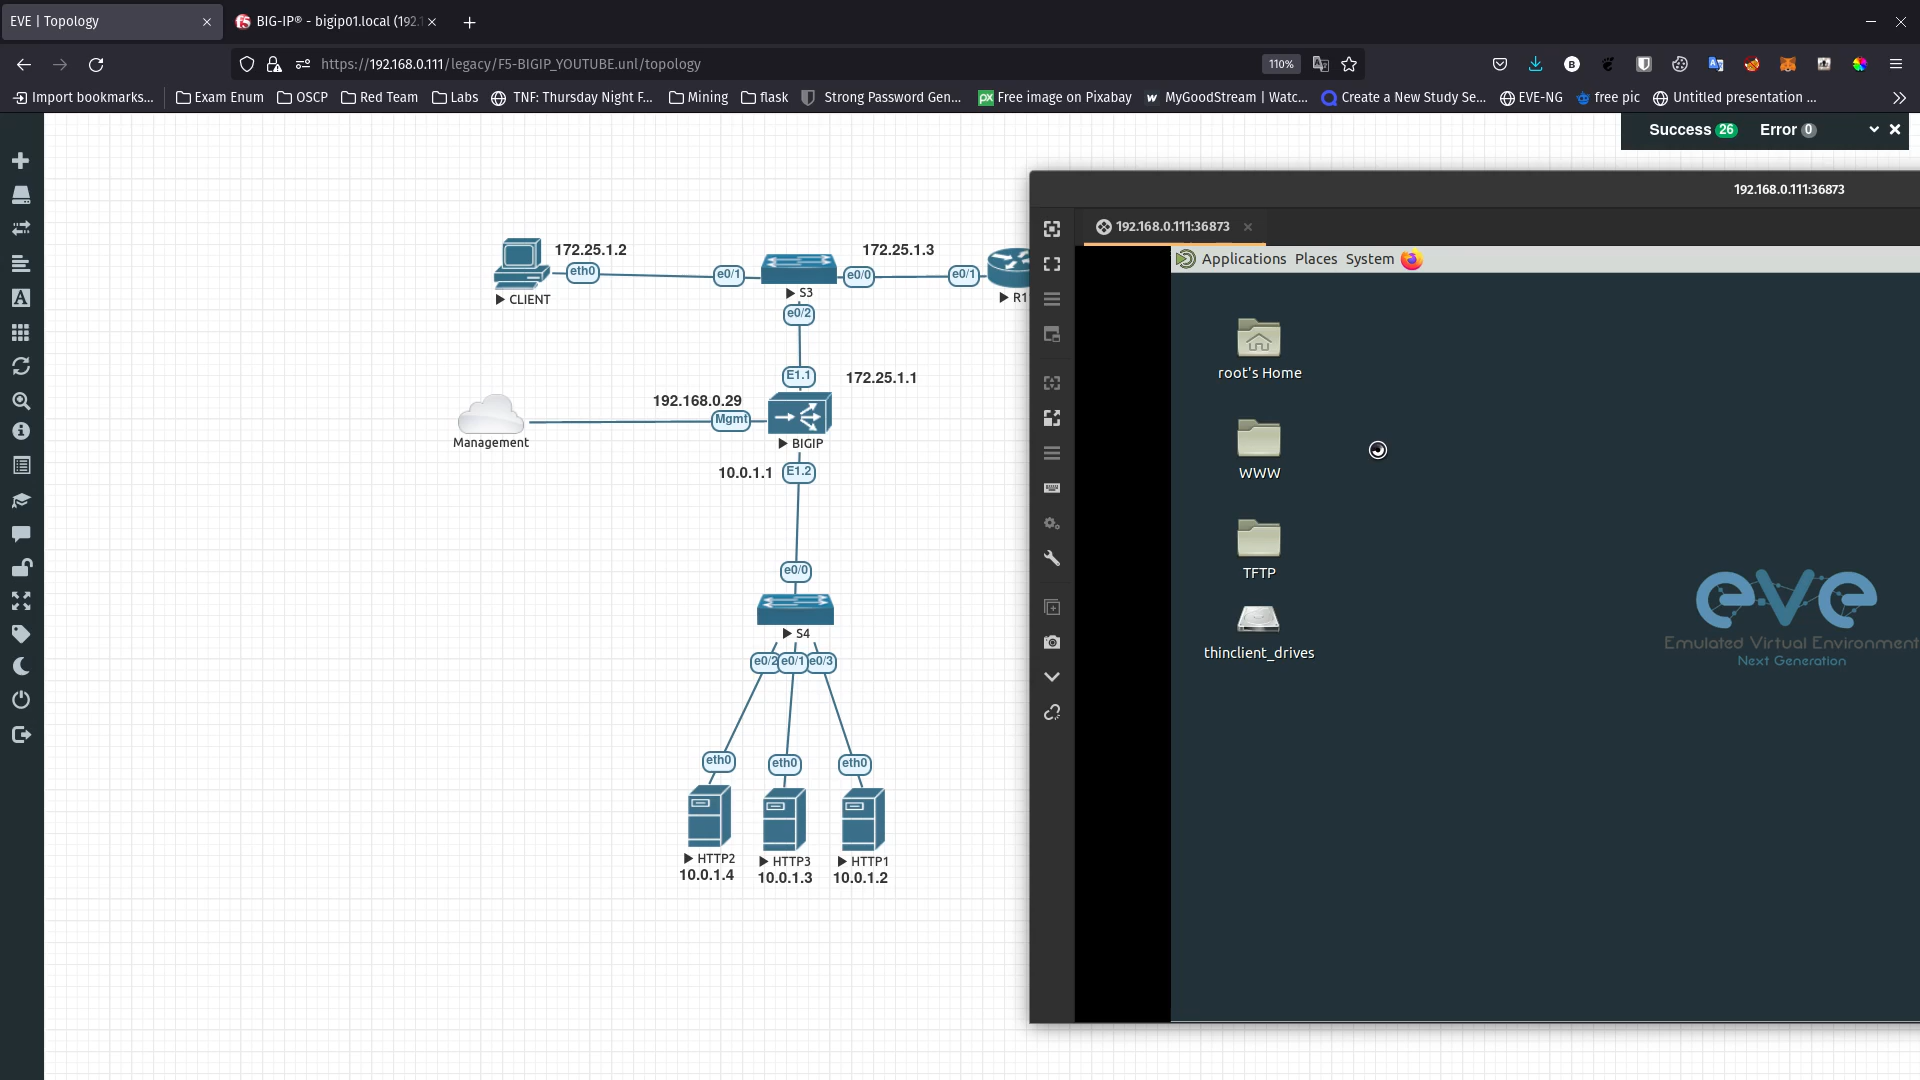 EVE | Topology
BIG-IP® - bigip01.local (192.1
https://192.168.0.111/legacy/F5-BIGIP_YOUTUBE.unl/topology
110%
Import bookmarks...
Exam Enum
OSCP
Red Team
Labs
TNF: Thursday Night F...
Mining
flask
Strong Password Gen...
Free image on Pixabay
MyGoodStream | Watc...
Create a New Study Se...
EVE-NG
free pic
Untitled presentation ...
Success 26 Error 0
192.168.0.111:36873
192.168.0.111:36873
Applications Places System
root's Home
WWW
TFTP
thinclient_drives
eve
Emulated Virtual Environment
Next Generation
172.25.1.2
172.25.1.3
eth0
e0/1
e0/0
e0/1
CLIENT
S3
R1
e0/2
E1.1
172.25.1.1
192.168.0.29
Mgmt
Management
BIGIP
10.0.1.1
E1.2
e0/0
S4
e0/2
e0/1
e0/3
eth0
eth0
eth0
HTTP2
HTTP3
HTTP1
10.0.1.4
10.0.1.3
10.0.1.2